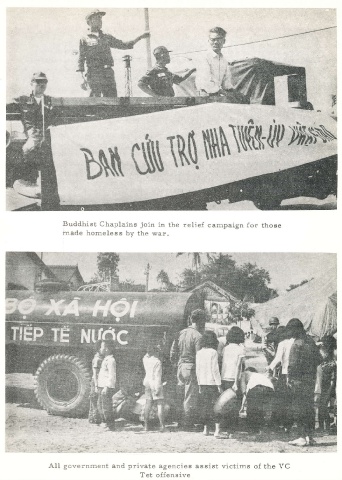 BAN CỨU TRỢ NHA TUYÊN-ÚY PHẬT-GIÁO
Buddhist Chaplains join in the relief campaign for those
made homeless by the war.
BỘ XÃ HỘI
TIẾP TẾ NƯỚC
All government and private agencies assist victims of the VC
Tet offensive